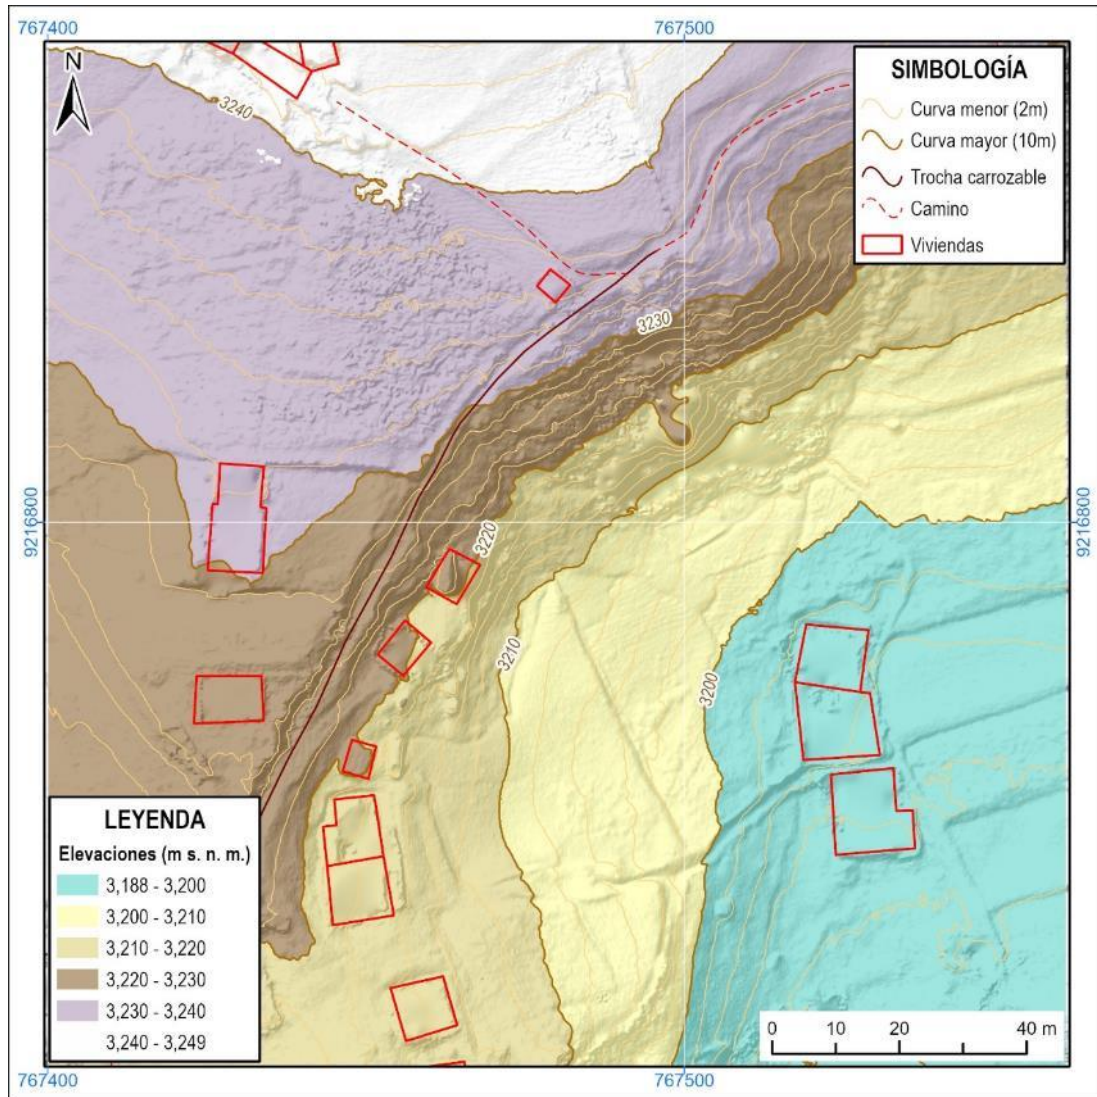 767400
767500
N
3240
SIMBOLOGÍA
Curva menor (2m)
Curva mayor (10m)
Trocha carrozable
Camino
Viviendas
3230
9216800
9216800
3220
3210
3200
LEYENDA
Elevaciones (m s. n. m.)
3,188 - 3,200
3,200 - 3,210
3,210 - 3,220
3,220 - 3,230
3,230 - 3,240
3,240 - 3,249
0 10 20 40 m
767400
767500